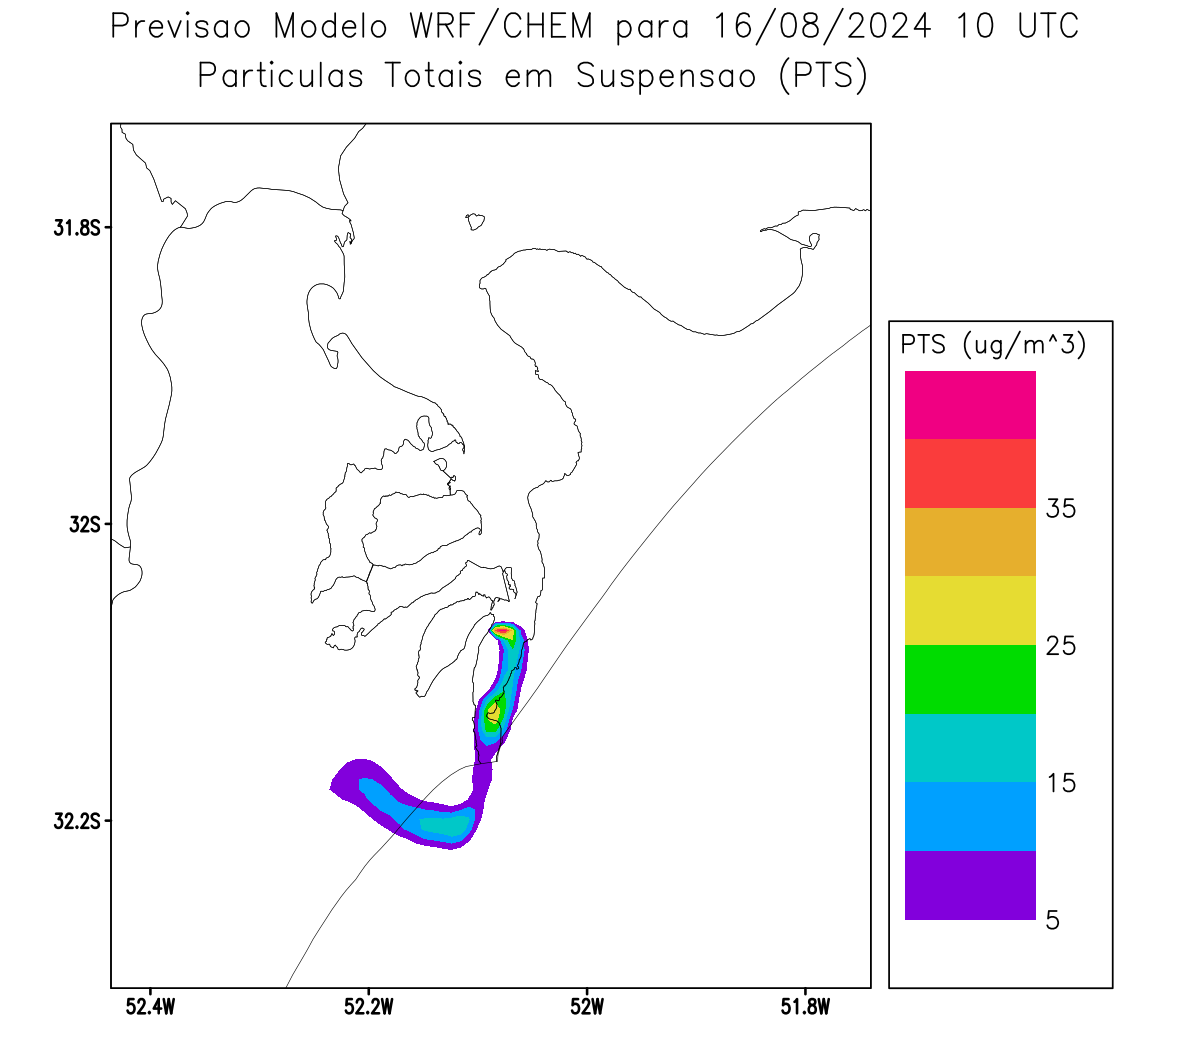 Previsao Modelo WRF/CHEM para 16/08/2024 10 UTC
Particulas Totais em Suspensao (PTS)
31.8S
32S
32.2S
52.4W
52.2W
52W
51.8W
PTS (ug/m^3)
35
25
15
5